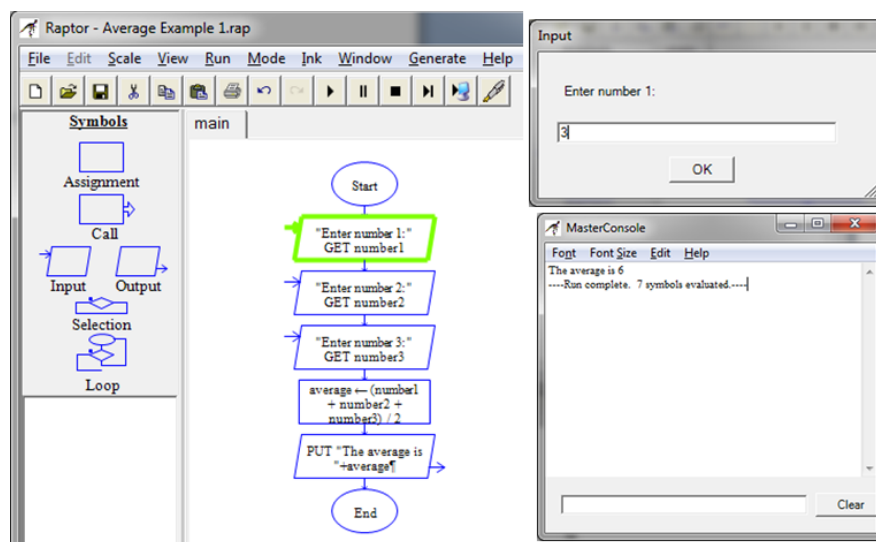 Raptor - Average Example 1.rap
File Edit Scale View Run Mode Ink Window Generate Help
Symbols
Assignment
Call
Input Output
Selection
Loop
main
Start
"Enter number 1:"
GET number1
"Enter number 2:"
GET number2
"Enter number 3:"
GET number3
average ← (number1
+ number2 +
number3) / 2
PUT "The average is
"+average¶
End
Input
Enter number 1:
3
OK
MasterConsole
Font Font Size Edit Help
The average is 6
----Run complete. 7 symbols evaluated.----
Clear